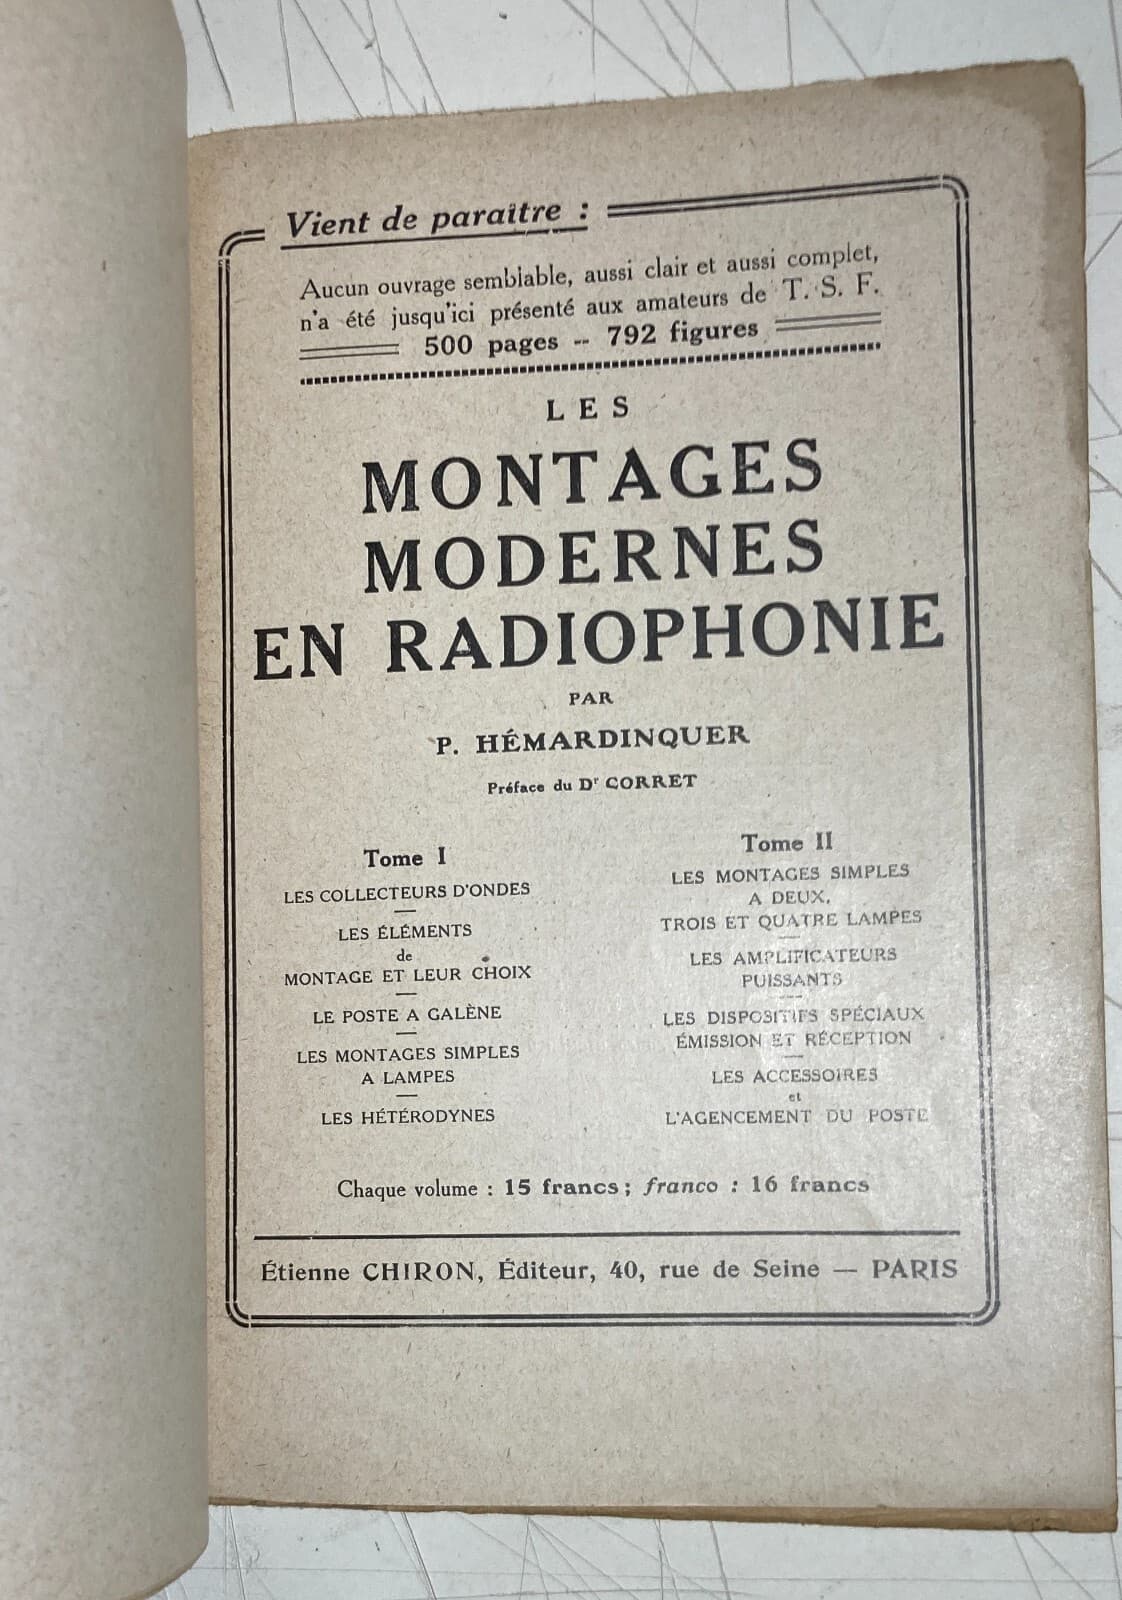 Vient de paraître :
Aucun ouvrage semblable, aussi clair et aussi complet,
n'a été jusqu'ici présenté aux amateurs de T. S. F.
500 pages -- 792 figures
LES
MONTAGES
MODERNES
EN RADIOPHONIE
PAR
P. HÉMARDINQUER
Préface du Dr CORRET
Tome I
LES COLLECTEURS D'ONDES
LES ÉLÉMENTS
de
MONTAGE ET LEUR CHOIX
LE POSTE A GALÈNE
LES MONTAGES SIMPLES
A LAMPES
LES HÉTÉRODYNES
Tome II
LES MONTAGES SIMPLES
A DEUX,
TROIS ET QUATRE LAMPES
LES AMPLIFICATEURS
PUISSANTS
LES DISPOSITIFS SPÉCIAUX
ÉMISSION ET RÉCEPTION
LES ACCESSOIRES
et
L'AGENCEMENT DU POSTE
Chaque volume : 15 francs ; franco : 16 francs
Étienne CHIRON, Éditeur, 40, rue de Seine — PARIS